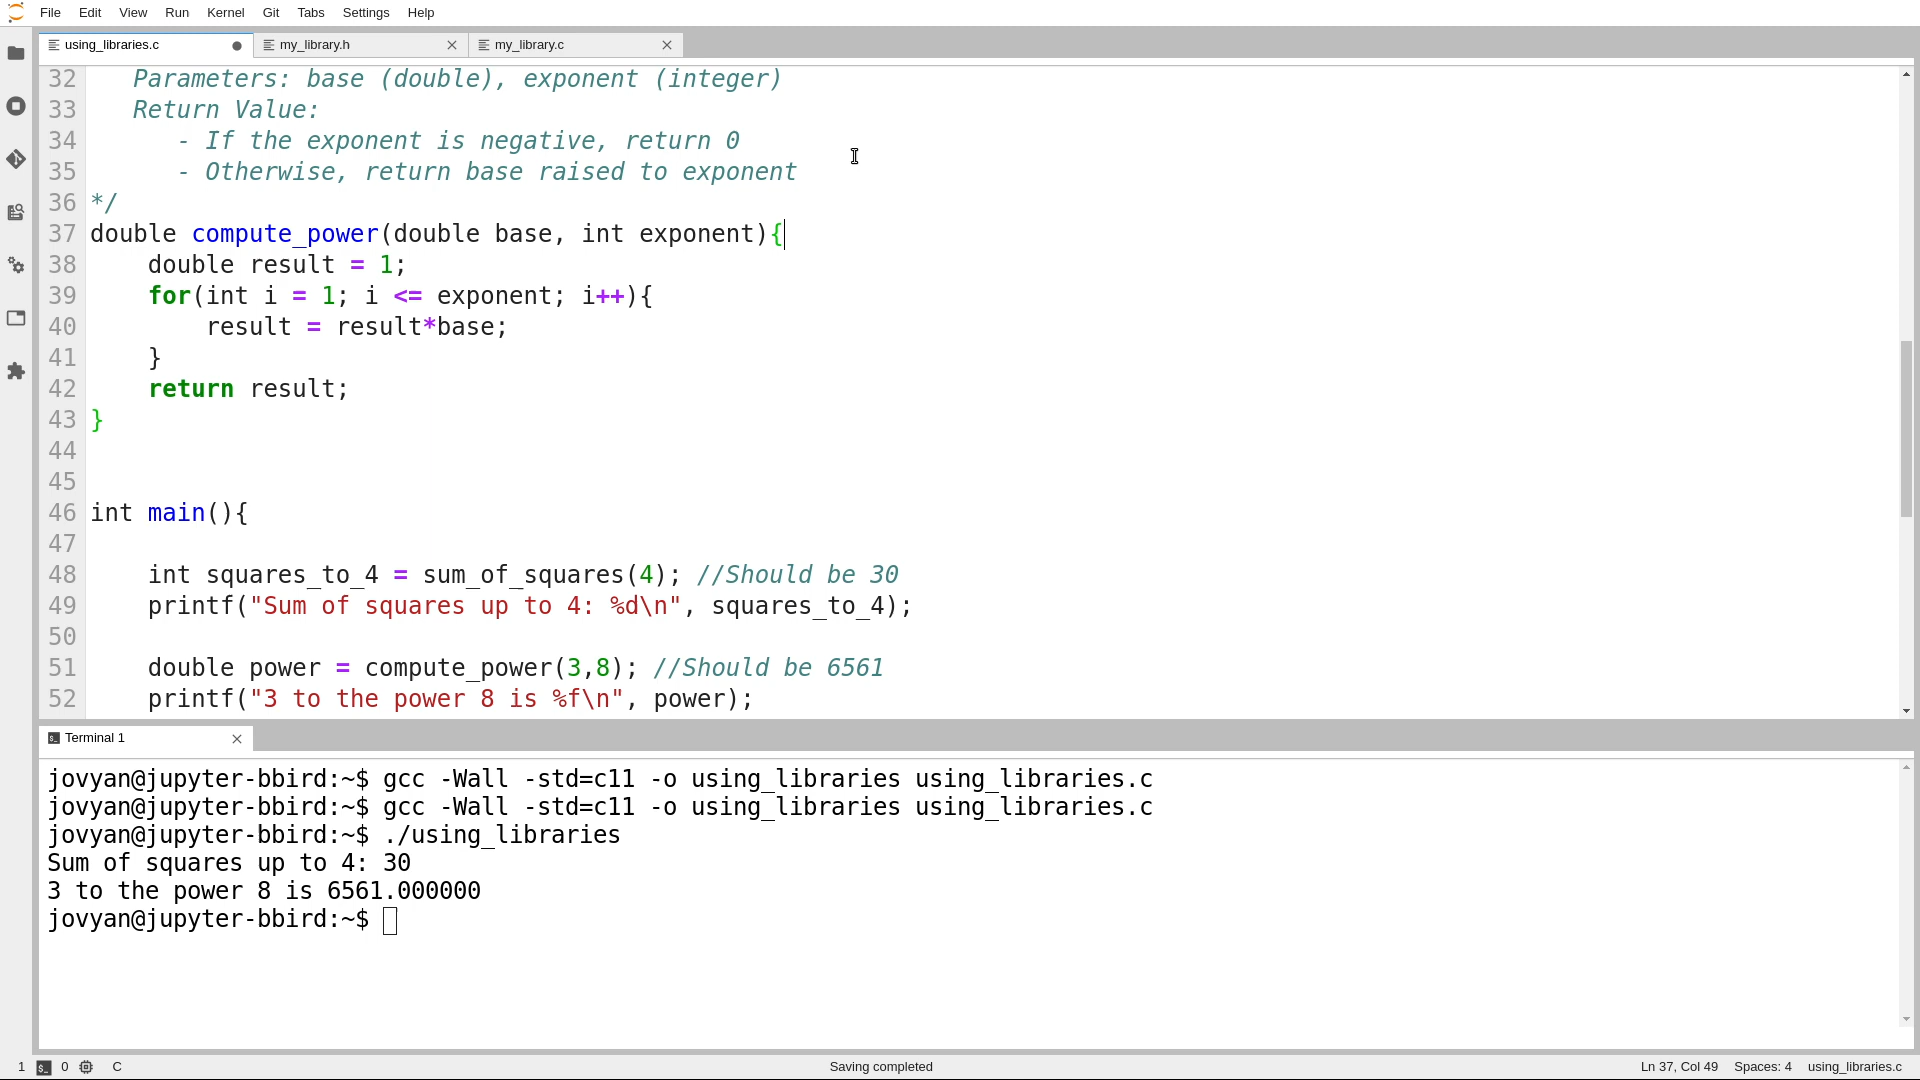 File Edit View Run Kernel Git Tabs Settings Help
using_libraries.c my_library.h my_library.c
32 Parameters: base (double), exponent (integer)
33 Return Value:
34 - If the exponent is negative, return 0
35 - Otherwise, return base raised to exponent
36 */
37 double compute_power(double base, int exponent){
38 double result = 1;
39 for(int i = 1; i <= exponent; i++){
40 result = result*base;
41 }
42 return result;
43 }
44
45
46 int main(){
47
48 int squares_to_4 = sum_of_squares(4); //Should be 30
49 printf("Sum of squares up to 4: %d\n", squares_to_4);
50
51 double power = compute_power(3,8); //Should be 6561
52 printf("3 to the power 8 is %f\n", power);
Terminal 1
jovyan@jupyter-bbird:~$ gcc -Wall -std=c11 -o using_libraries using_libraries.c
jovyan@jupyter-bbird:~$ gcc -Wall -std=c11 -o using_libraries using_libraries.c
jovyan@jupyter-bbird:~$ ./using_libraries
Sum of squares up to 4: 30
3 to the power 8 is 6561.000000
jovyan@jupyter-bbird:~$
1 0 C Saving completed Ln 37, Col 49 Spaces: 4 using_libraries.c